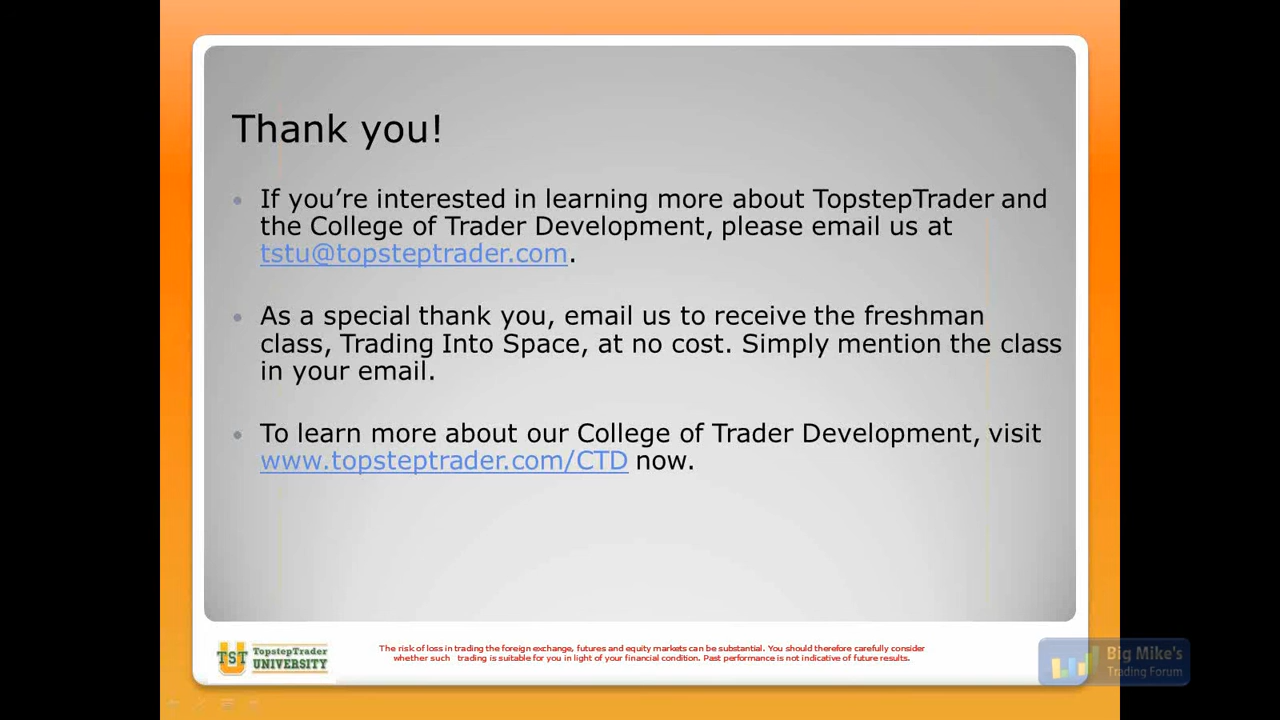 Thank you!
If you’re interested in learning more about TopstepTrader and
the College of Trader Development, please email us at
tstu@topsteptrader.com.
As a special thank you, email us to receive the freshman
class, Trading Into Space, at no cost. Simply mention the class
in your email.
To learn more about our College of Trader Development, visit
www.topsteptrader.com/CTD now.
TST
TopstepTrader
UNIVERSITY
The risk of loss in trading the foreign exchange, futures and equity markets can be substantial. You should therefore carefully consider
whether such trading is suitable for you in light of your financial condition. Past performance is not indicative of future results.
Big Mike's
Trading Forum